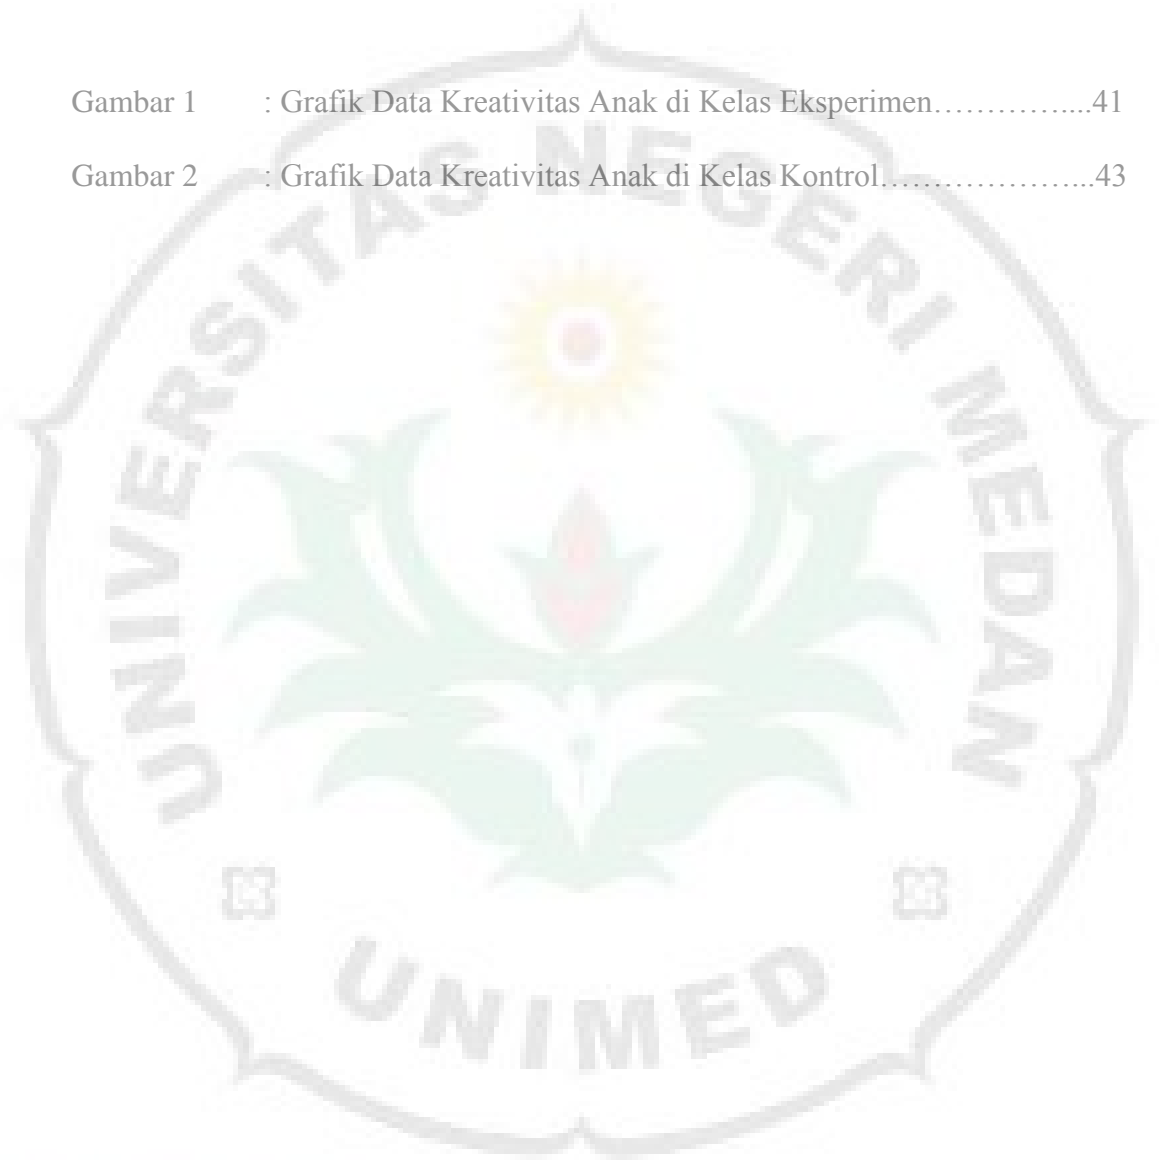 Gambar 1 : Grafik Data Kreativitas Anak di Kelas Eksperimen…………....41
Gambar 2 : Grafik Data Kreativitas Anak di Kelas Kontrol………………...43
UNIVERSITAS NEGERI MEDAN
UNIMED